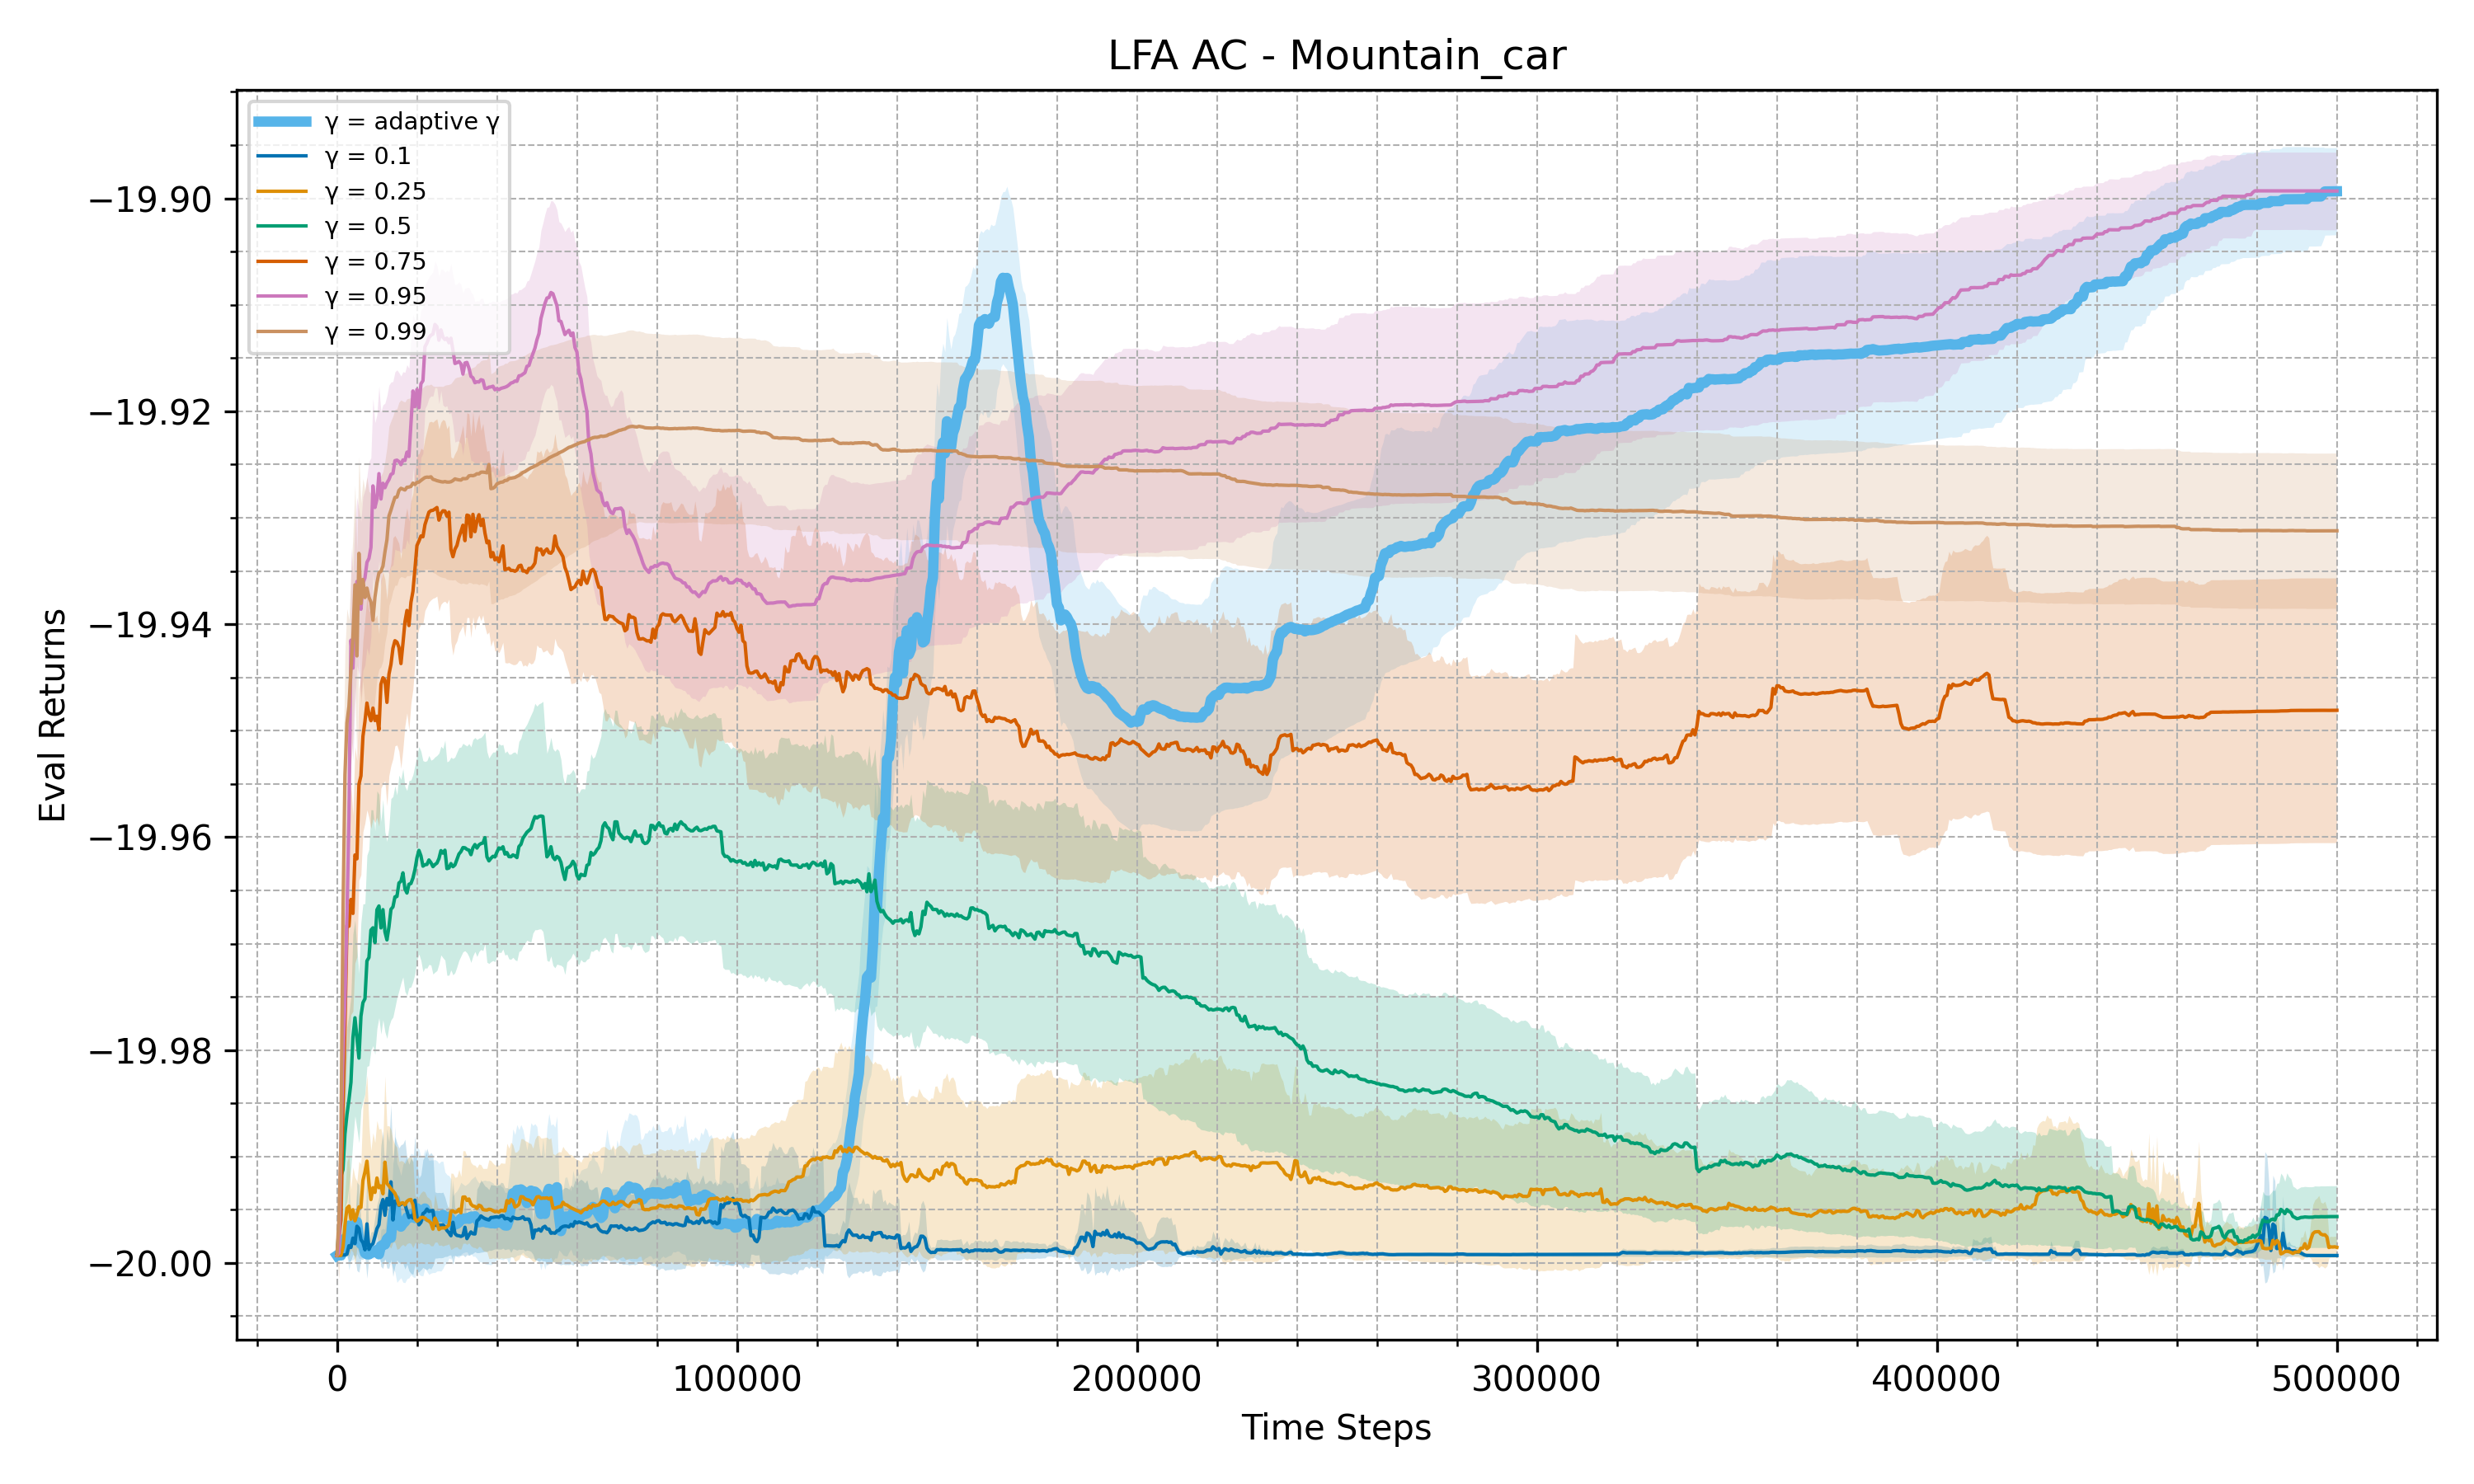 LFA AC - Mountain_car
γ = adaptive γ
γ = 0.1
γ = 0.25
γ = 0.5
γ = 0.75
γ = 0.95
γ = 0.99
Eval Returns
−19.90
−19.92
−19.94
−19.96
−19.98
−20.00
0 100000 200000 300000 400000 500000
Time Steps